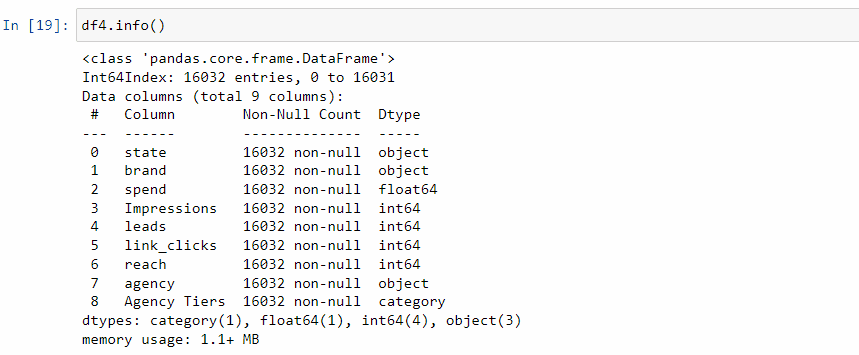 In [19]: df4.info()
<class 'pandas.core.frame.DataFrame'>
Int64Index: 16032 entries, 0 to 16031
Data columns (total 9 columns):
 #   Column        Non-Null Count  Dtype
---  ------        --------------  -----
 0   state         16032 non-null  object
 1   brand         16032 non-null  object
 2   spend         16032 non-null  float64
 3   Impressions   16032 non-null  int64
 4   leads         16032 non-null  int64
 5   link_clicks   16032 non-null  int64
 6   reach         16032 non-null  int64
 7   agency        16032 non-null  object
 8   Agency Tiers  16032 non-null  category
dtypes: category(1), float64(1), int64(4), object(3)
memory usage: 1.1+ MB